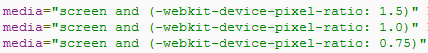 media="screen and (-webkit-device-pixel-ratio: 1.5)"
media="screen and (-webkit-device-pixel-ratio: 1.0)"
media="screen and (-webkit-device-pixel-ratio: 0.75)"